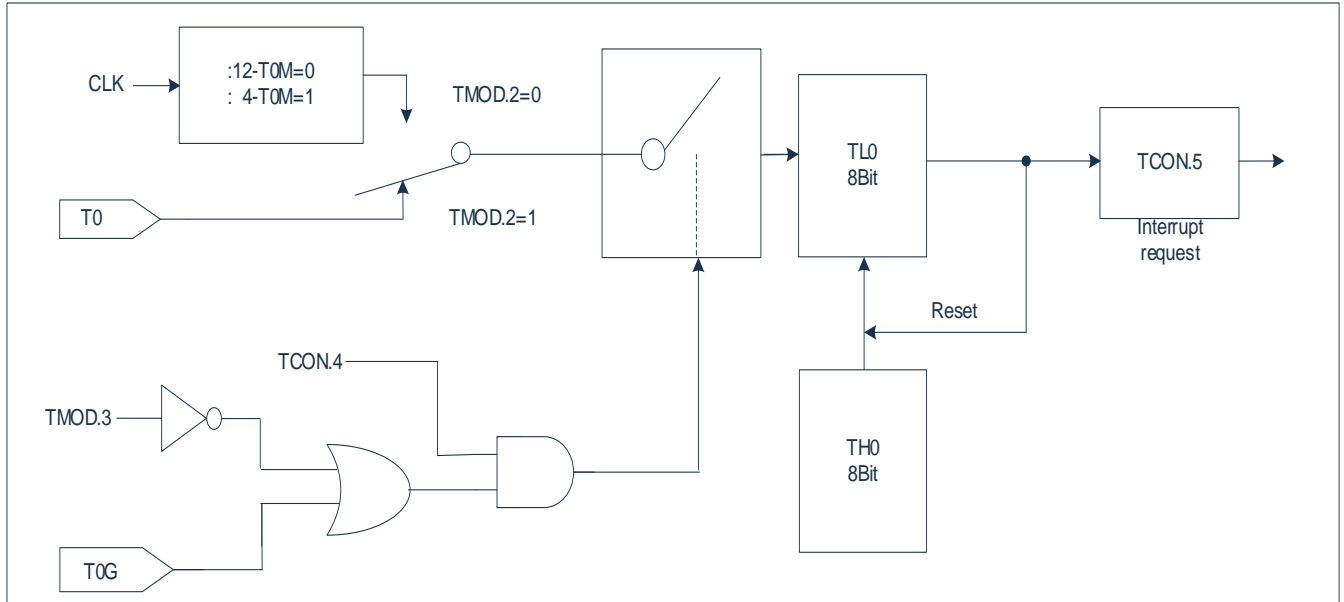 CLK
:12-T0M=0
: 4-T0M=1
TMOD.2=0
TMOD.2=1
T0
TL0
8Bit
TCON.5
Interrupt
request
Reset
TCON.4
TMOD.3
TH0
8Bit
T0G